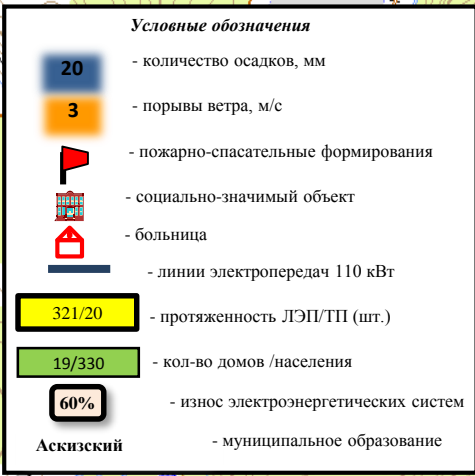 Условные обозначения
20 - количество осадков, мм
3 - порывы ветра, м/с
- пожарно-спасательные формирования
- социально-значимый объект
- больница
- линии электропередач 110 кВт
321/20 - протяженность ЛЭП/ТП (шт.)
19/330 - кол-во домов /населения
60% - износ электроэнергетических систем
Аскизский - муниципальное образование